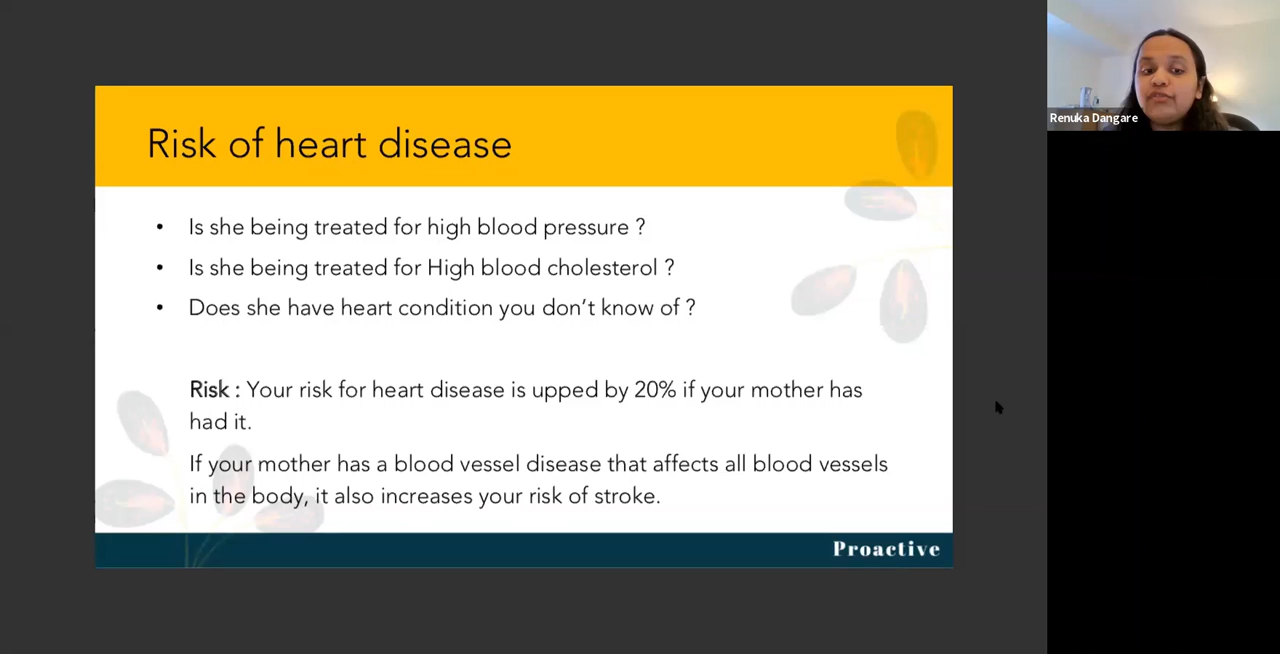 Risk of heart disease
• Is she being treated for high blood pressure ?
• Is she being treated for High blood cholesterol ?
• Does she have heart condition you don’t know of ?
Risk : Your risk for heart disease is upped by 20% if your mother has
had it.
If your mother has a blood vessel disease that affects all blood vessels
in the body, it also increases your risk of stroke.
Proactive
Renuka Dangare